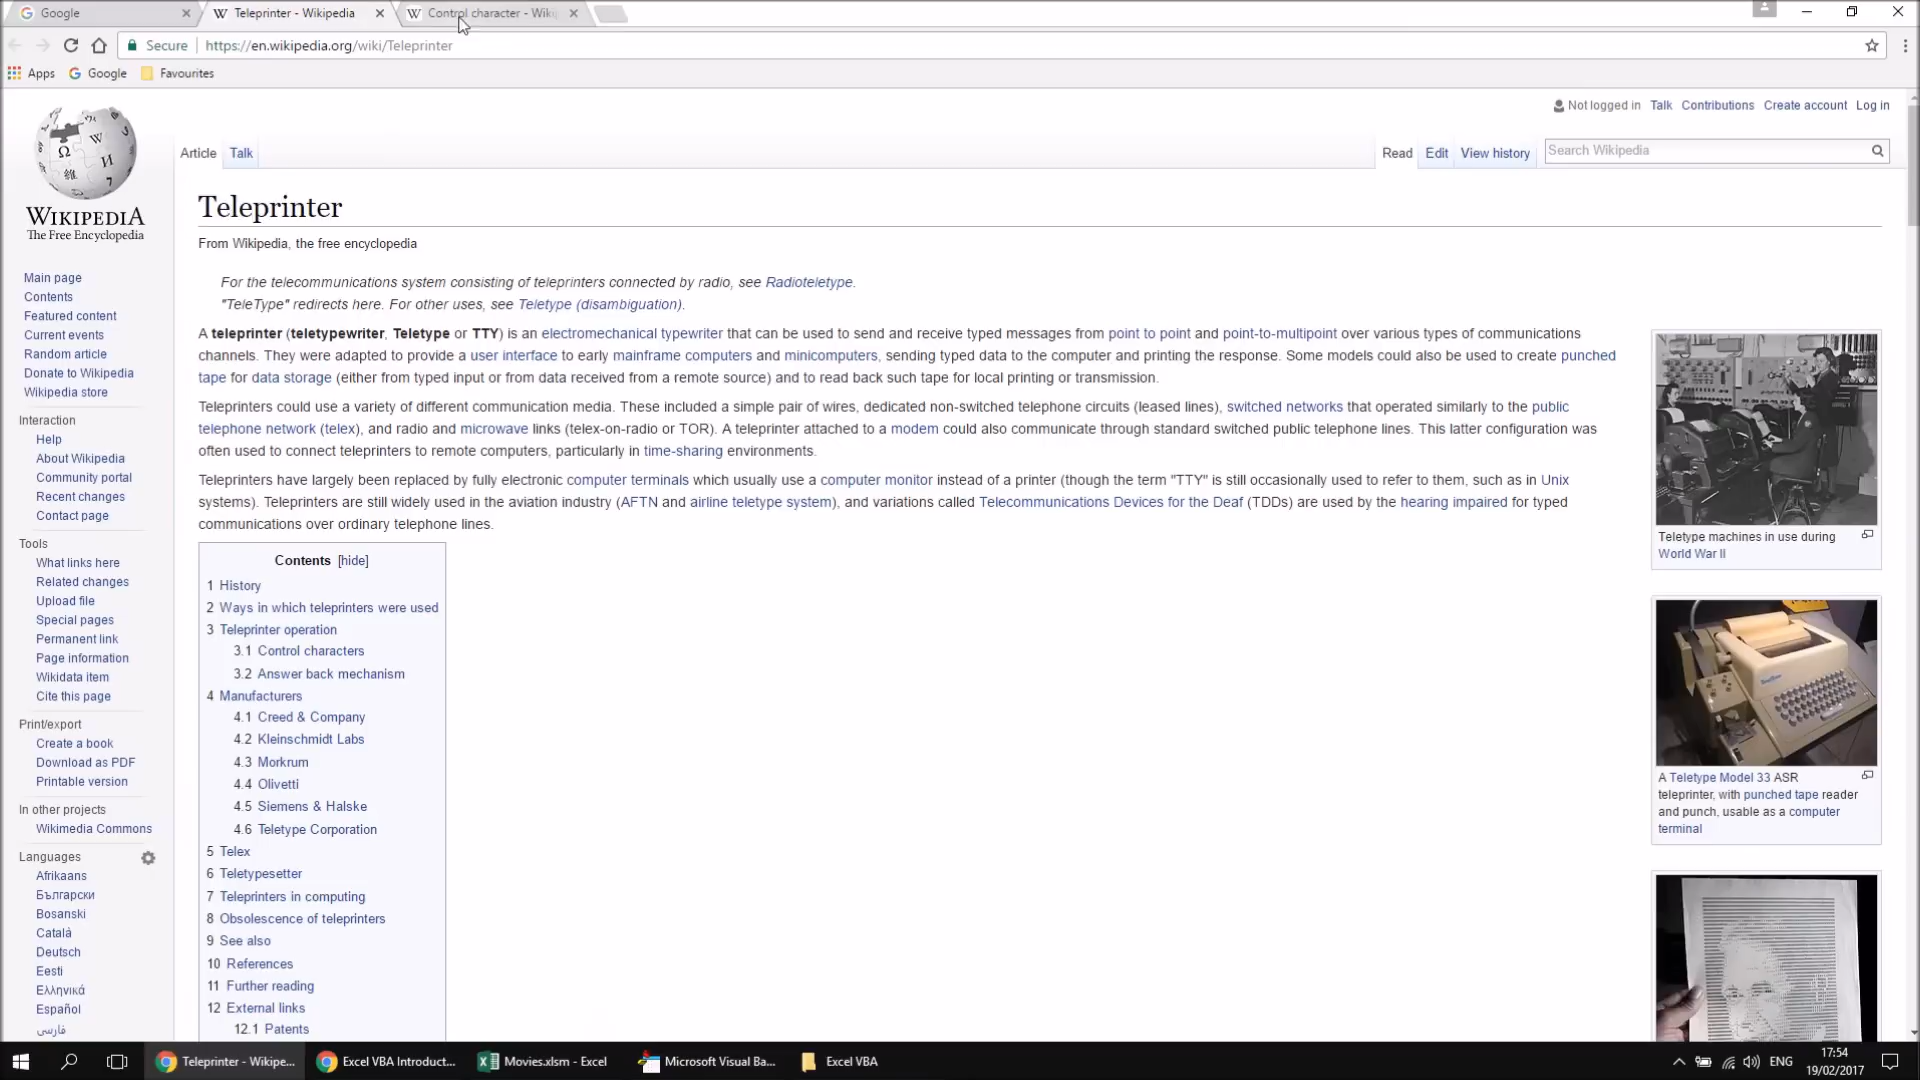 Google
Teleprinter - Wikipedia
Control character - Wiki
Secure
https://en.wikipedia.org/wiki/Teleprinter
Apps
Google
Favourites
Not logged in
Talk
Contributions
Create account
Log in
Article
Talk
Read
Edit
View history
Search Wikipedia
WIKIPEDIA
The Free Encyclopedia
Main page
Contents
Featured content
Current events
Random article
Donate to Wikipedia
Wikipedia store
Interaction
Help
About Wikipedia
Community portal
Recent changes
Contact page
Tools
What links here
Related changes
Upload file
Special pages
Permanent link
Page information
Wikidata item
Cite this page
Print/export
Create a book
Download as PDF
Printable version
In other projects
Wikimedia Commons
Languages
Afrikaans
Български
Bosanski
Català
Deutsch
Eesti
Ελληνικά
Español
فارسی
Teleprinter
From Wikipedia, the free encyclopedia
For the telecommunications system consisting of teleprinters connected by radio, see Radioteletype.
"TeleType" redirects here. For other uses, see Teletype (disambiguation).
A teleprinter (teletypewriter, Teletype or TTY) is an electromechanical typewriter that can be used to send and receive typed messages from point to point and point-to-multipoint over various types of communications
channels. They were adapted to provide a user interface to early mainframe computers and minicomputers, sending typed data to the computer and printing the response. Some models could also be used to create punched
tape for data storage (either from typed input or from data received from a remote source) and to read back such tape for local printing or transmission.
Teleprinters could use a variety of different communication media. These included a simple pair of wires, dedicated non-switched telephone circuits (leased lines), switched networks that operated similarly to the public
telephone network (telex), and radio and microwave links (telex-on-radio or TOR). A teleprinter attached to a modem could also communicate through standard switched public telephone lines. This latter configuration was
often used to connect teleprinters to remote computers, particularly in time-sharing environments.
Teleprinters have largely been replaced by fully electronic computer terminals which usually use a computer monitor instead of a printer (though the term "TTY" is still occasionally used to refer to them, such as in Unix
systems). Teleprinters are still widely used in the aviation industry (AFTN and airline teletype system), and variations called Telecommunications Devices for the Deaf (TDDs) are used by the hearing impaired for typed
communications over ordinary telephone lines.
Contents [hide]
1 History
2 Ways in which teleprinters were used
3 Teleprinter operation
3.1 Control characters
3.2 Answer back mechanism
4 Manufacturers
4.1 Creed & Company
4.2 Kleinschmidt Labs
4.3 Morkrum
4.4 Olivetti
4.5 Siemens & Halske
4.6 Teletype Corporation
5 Telex
6 Teletypesetter
7 Teleprinters in computing
8 Obsolescence of teleprinters
9 See also
10 References
11 Further reading
12 External links
12.1 Patents
Teletype machines in use during
World War II
A Teletype Model 33 ASR
teleprinter, with punched tape reader
and punch, usable as a computer
terminal
Teleprinter - Wikipe...
Excel VBA Introduct...
Movies.xlsm - Excel
Microsoft Visual Ba...
Excel VBA
ENG
17:54
19/02/2017